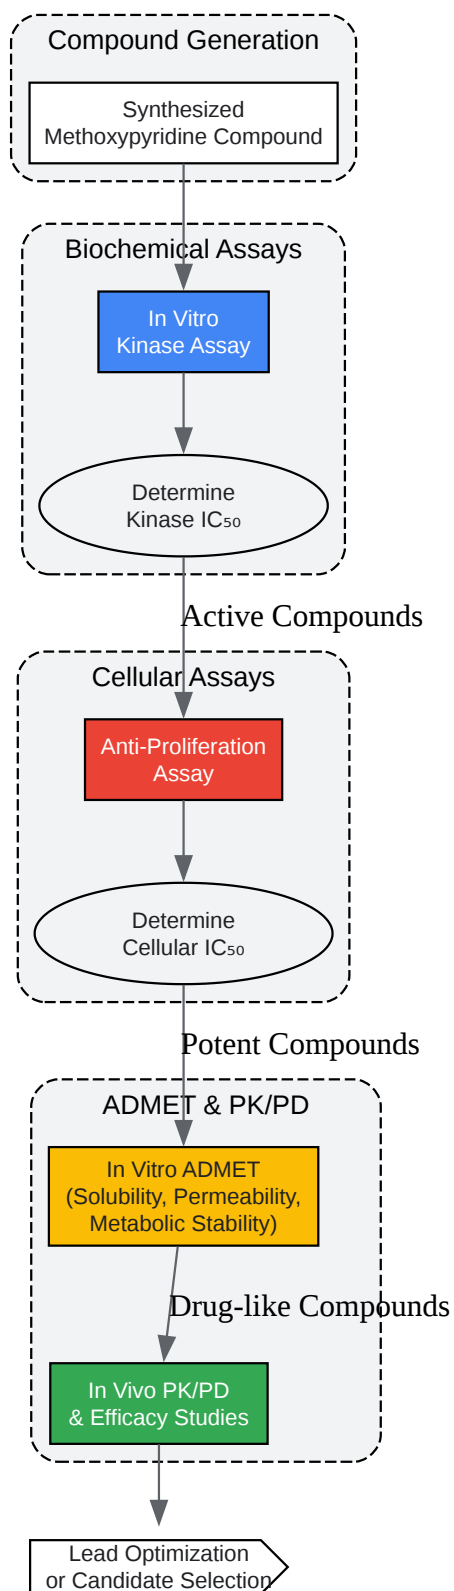 Compound Generation
Synthesized
Methoxypyridine Compound
Biochemical Assays
In Vitro
Kinase Assay
Determine
Kinase IC₅₀
Active Compounds
Cellular Assays
Anti-Proliferation
Assay
Determine
Cellular IC₅₀
Potent Compounds
ADMET & PK/PD
In Vitro ADMET
(Solubility, Permeability,
Metabolic Stability)
Drug-like Compounds
In Vivo PK/PD
& Efficacy Studies
Lead Optimization
or Candidate Selection